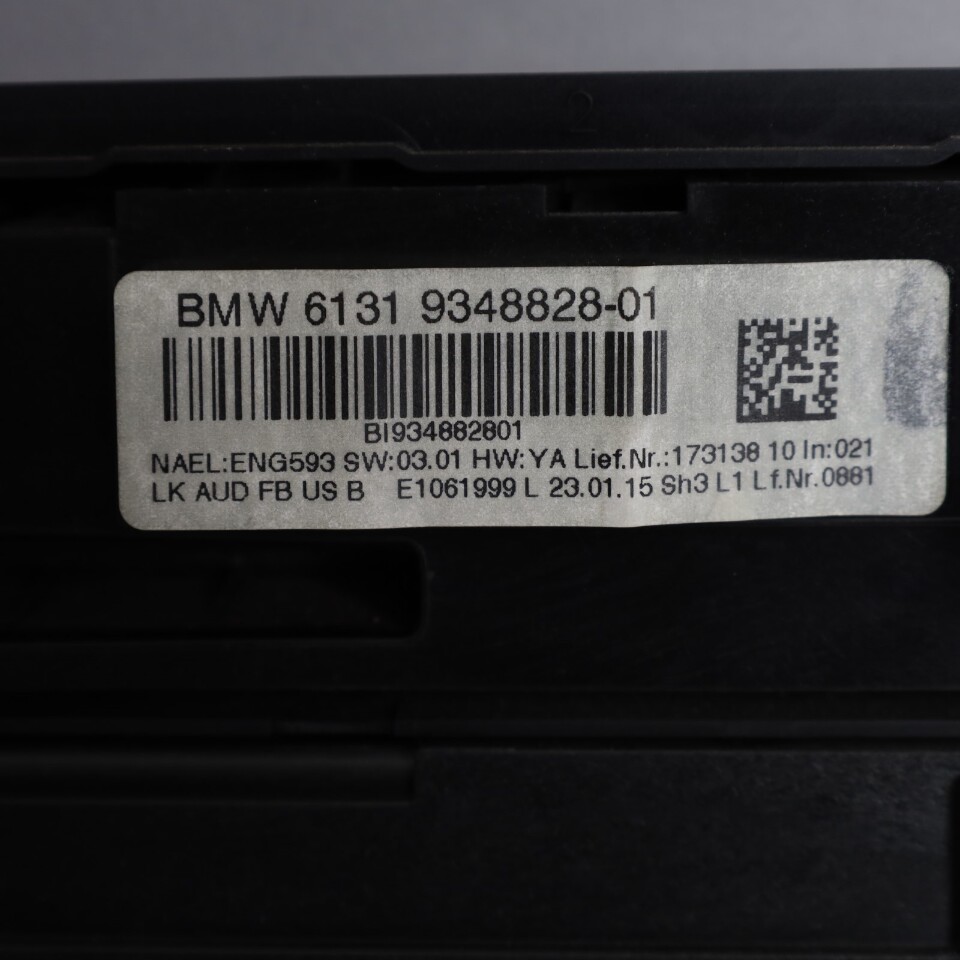 2
BMW 6131 9348828-01
BI934882801
NAEL:ENG593 SW:03.01 HW:YA Lief.Nr.:173138 10 In:021
LK AUD FB US B E1061999 L 23.01.15 Sh3 L1 Lf.Nr.0881